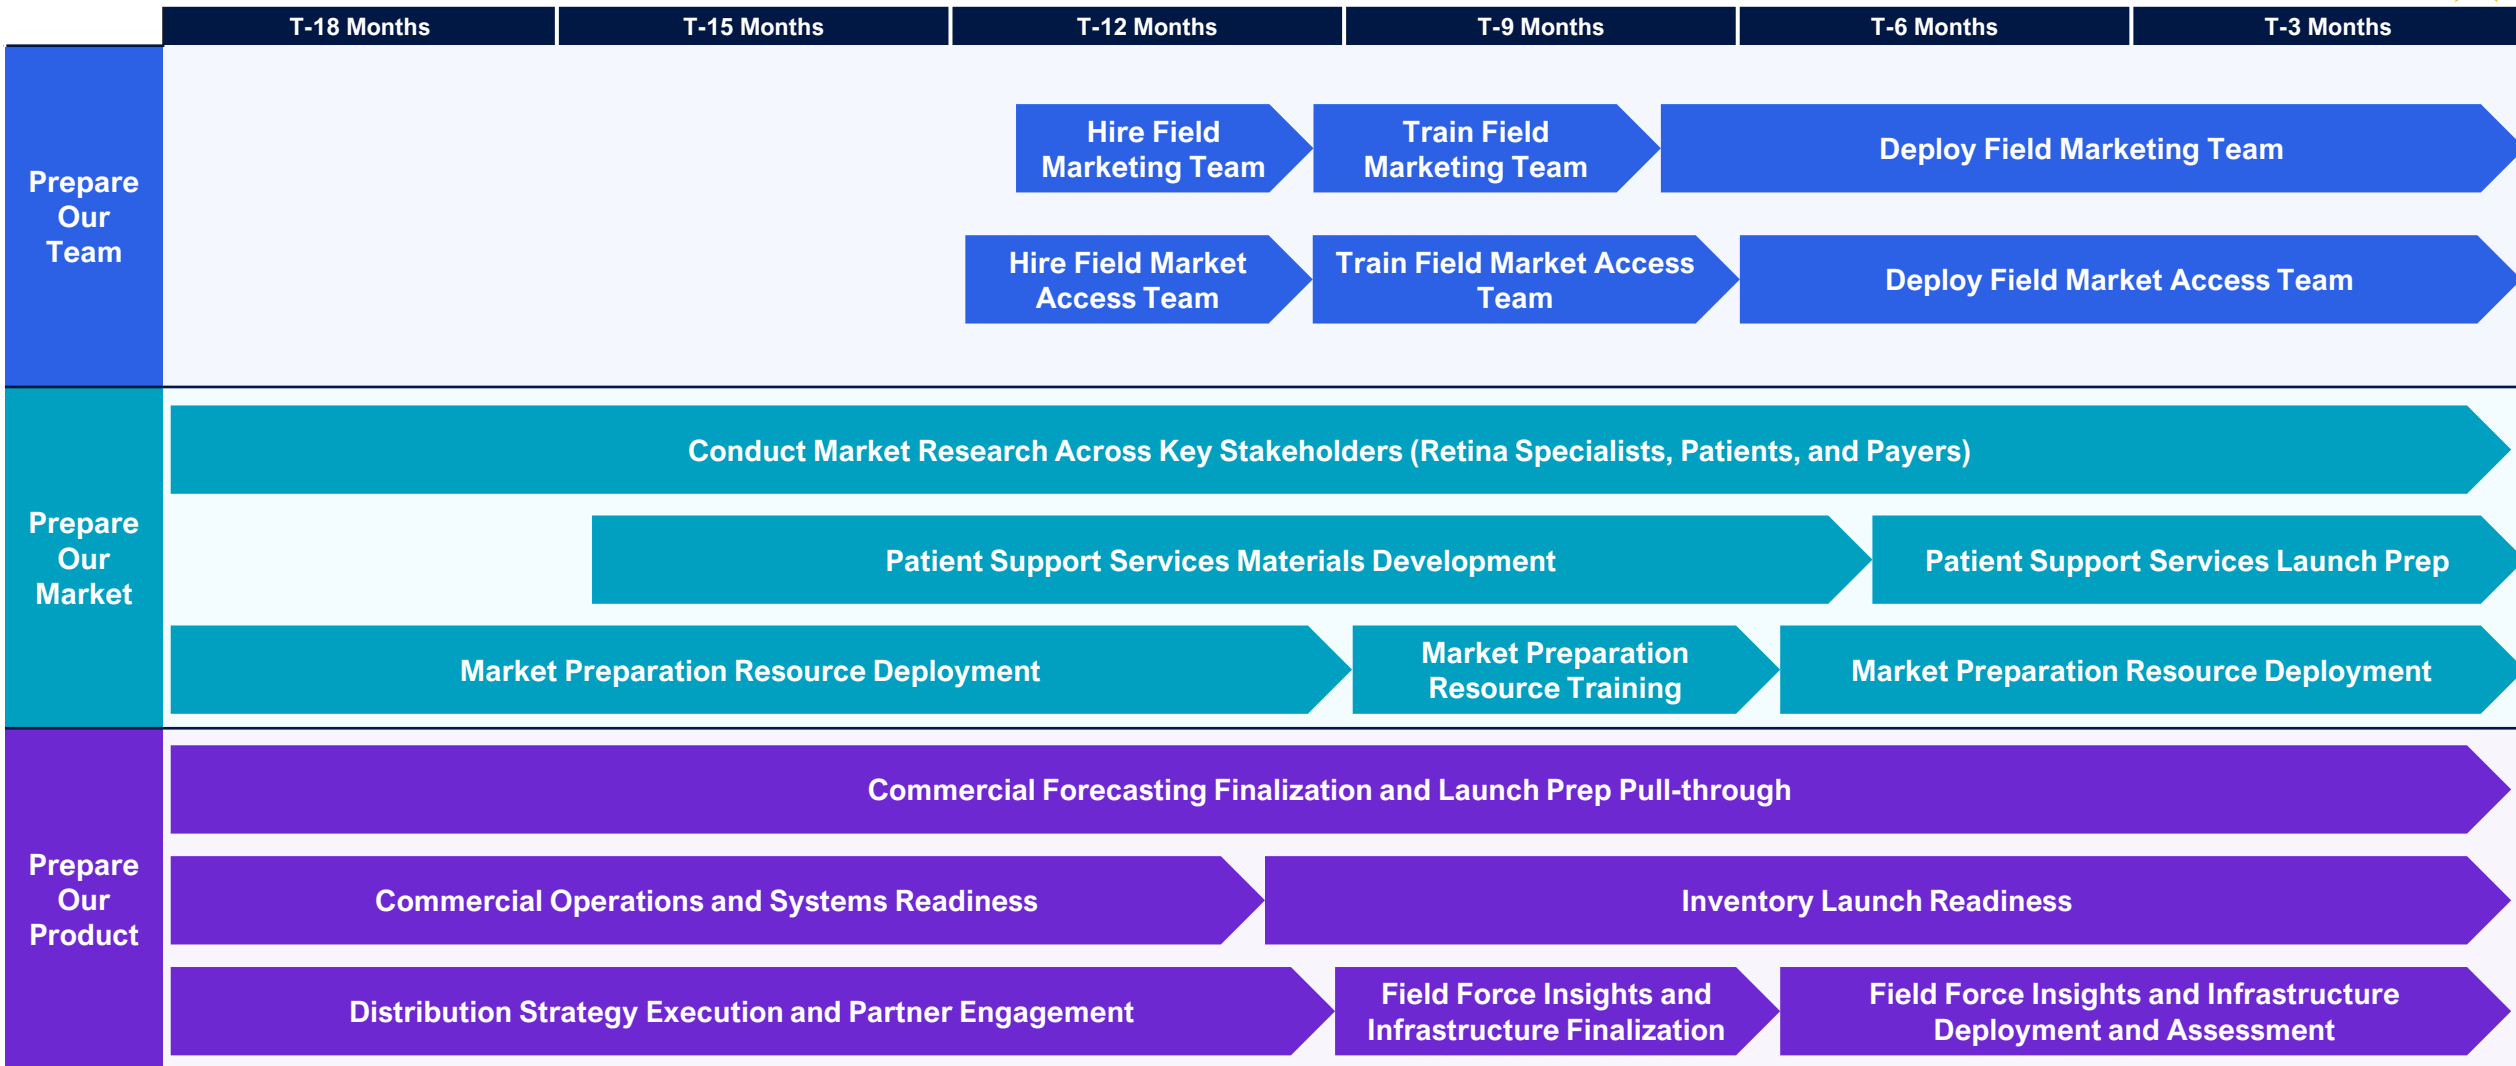 T-18 Months
T-15 Months
T-12 Months
T-9 Months
T-6 Months
T-3 Months
Prepare
Our
Team
Hire Field
Marketing Team
Train Field
Marketing Team
Deploy Field Marketing Team
Hire Field Market
Access Team
Train Field Market Access
Team
Deploy Field Market Access Team
Prepare
Our
Market
Conduct Market Research Across Key Stakeholders (Retina Specialists, Patients, and Payers)
Patient Support Services Materials Development
Patient Support Services Launch Prep
Market Preparation Resource Deployment
Market Preparation
Resource Training
Market Preparation Resource Deployment
Prepare
Our
Product
Commercial Forecasting Finalization and Launch Prep Pull-through
Commercial Operations and Systems Readiness
Inventory Launch Readiness
Distribution Strategy Execution and Partner Engagement
Field Force Insights and
Infrastructure Finalization
Field Force Insights and Infrastructure
Deployment and Assessment